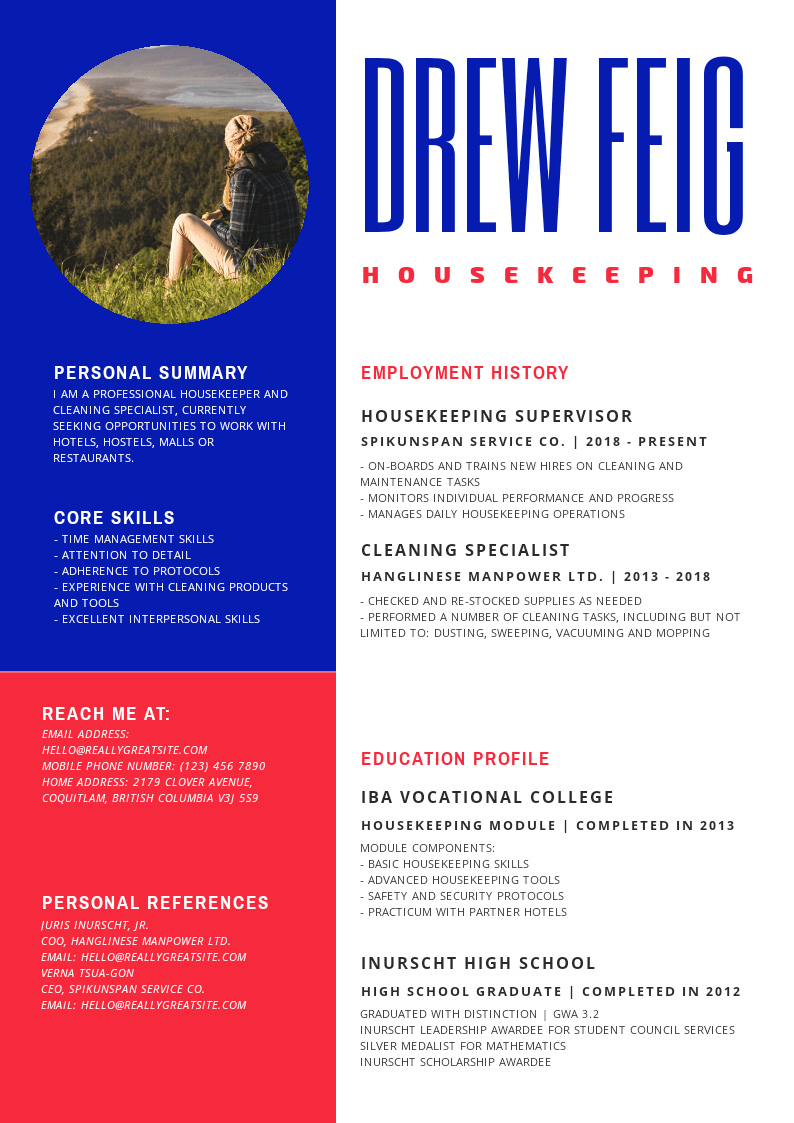 DREW FEIG
HOUSEKEEPING
PERSONAL SUMMARY
I AM A PROFESSIONAL HOUSEKEEPER AND
CLEANING SPECIALIST, CURRENTLY
SEEKING OPPORTUNITIES TO WORK WITH
HOTELS, HOSTELS, MALLS OR
RESTAURANTS.
CORE SKILLS
- TIME MANAGEMENT SKILLS
- ATTENTION TO DETAIL
- ADHERENCE TO PROTOCOLS
- EXPERIENCE WITH CLEANING PRODUCTS
AND TOOLS
- EXCELLENT INTERPERSONAL SKILLS
REACH ME AT:
EMAIL ADDRESS:
HELLO@REALLYGREATSITE.COM
MOBILE PHONE NUMBER: (123) 456 7890
HOME ADDRESS: 2179 CLOVER AVENUE,
COQUITLAM, BRITISH COLUMBIA V3J 5S9
PERSONAL REFERENCES
JURIS INURSCHT, JR.
COO, HANGLINESE MANPOWER LTD.
EMAIL: HELLO@REALLYGREATSITE.COM
VERNA TSUA-GON
CEO, SPIKUNSPAN SERVICE CO.
EMAIL: HELLO@REALLYGREATSITE.COM
EMPLOYMENT HISTORY
HOUSEKEEPING SUPERVISOR
SPIKUNSPAN SERVICE CO. | 2018 - PRESENT
- ON-BOARDS AND TRAINS NEW HIRES ON CLEANING AND
MAINTENANCE TASKS
- MONITORS INDIVIDUAL PERFORMANCE AND PROGRESS
- MANAGES DAILY HOUSEKEEPING OPERATIONS
CLEANING SPECIALIST
HANGLINESE MANPOWER LTD. | 2013 - 2018
- CHECKED AND RE-STOCKED SUPPLIES AS NEEDED
- PERFORMED A NUMBER OF CLEANING TASKS, INCLUDING BUT NOT
LIMITED TO: DUSTING, SWEEPING, VACUUMING AND MOPPING
EDUCATION PROFILE
IBA VOCATIONAL COLLEGE
HOUSEKEEPING MODULE | COMPLETED IN 2013
MODULE COMPONENTS:
- BASIC HOUSEKEEPING SKILLS
- ADVANCED HOUSEKEEPING TOOLS
- SAFETY AND SECURITY PROTOCOLS
- PRACTICUM WITH PARTNER HOTELS
INURSCHT HIGH SCHOOL
HIGH SCHOOL GRADUATE | COMPLETED IN 2012
GRADUATED WITH DISTINCTION | GWA 3.2
INURSCHT LEADERSHIP AWARDEE FOR STUDENT COUNCIL SERVICES
SILVER MEDALIST FOR MATHEMATICS
INURSCHT SCHOLARSHIP AWARDEE